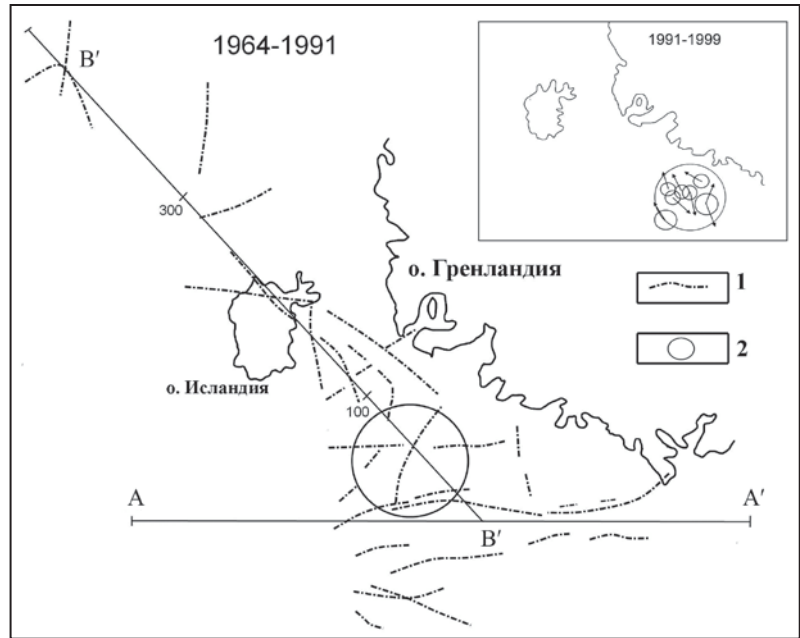 1964-1991
1991-1999
B′
300
о. Гренландия
1
2
о. Исландия
100
A
A′
B′